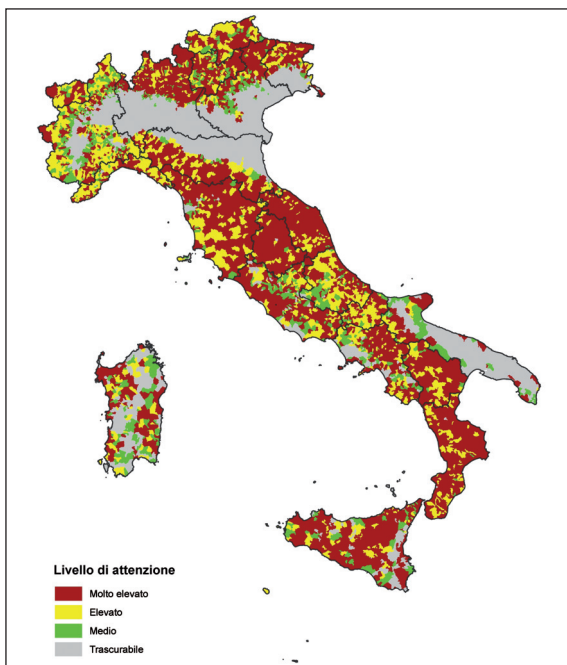 Livello di attenzione
Molto elevato
Elevato
Medio
Trascurabile